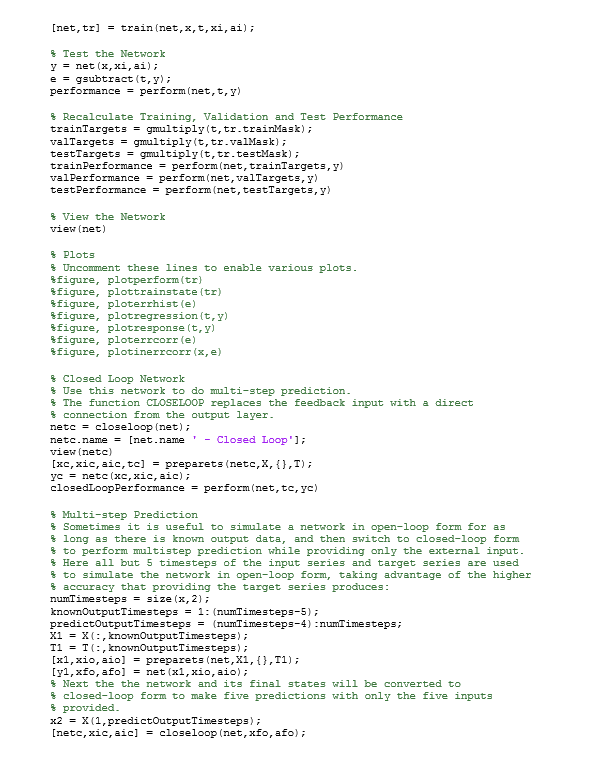 [net,tr] = train(net,x,t,xi,ai);
% Test the Network
y = net(x,xi,ai);
e = gsubtract(t,y);
performance = perform(net,t,y)
% Recalculate Training, Validation and Test Performance
trainTargets = gmultiply(t,tr.trainMask);
valTargets = gmultiply(t,tr.valMask);
testTargets = gmultiply(t,tr.testMask);
trainPerformance = perform(net,trainTargets,y)
valPerformance = perform(net,valTargets,y)
testPerformance = perform(net,testTargets,y)
% View the Network
view(net)
% Plots
% Uncomment these lines to enable various plots.
%figure, plotperform(tr)
%figure, plottrainstate(tr)
%figure, ploterrhist(e)
%figure, plotregression(t,y)
%figure, plotresponse(t,y)
%figure, ploterrcorr(e)
%figure, plotinerrcorr(x,e)
% Closed Loop Network
% Use this network to do multi-step prediction.
% The function CLOSELOOP replaces the feedback input with a direct
% connection from the output layer.
netc = closeloop(net);
netc.name = [net.name ' - Closed Loop'];
view(netc)
[xc,xic,aic,tc] = preparets(netc,X,{},T);
yc = netc(xc,xic,aic);
closedLoopPerformance = perform(net,tc,yc)
% Multi-step Prediction
% Sometimes it is useful to simulate a network in open-loop form for as
% long as there is known output data, and then switch to closed-loop form
% to perform multistep prediction while providing only the external input.
% Here all but 5 timesteps of the input series and target series are used
% to simulate the network in open-loop form, taking advantage of the higher
% accuracy that providing the target series produces:
numTimesteps = size(x,2);
knownOutputTimesteps = 1:(numTimesteps-5);
predictOutputTimesteps = (numTimesteps-4):numTimesteps;
X1 = X(:,knownOutputTimesteps);
T1 = T(:,knownOutputTimesteps);
[x1,xio,aio] = preparets(net,X1,{},T1);
[y1,xfo,afo] = net(x1,xio,aio);
% Next the the network and its final states will be converted to
% closed-loop form to make five predictions with only the five inputs
% provided.
x2 = X(1,predictOutputTimesteps);
[netc,xic,aic] = closeloop(net,xfo,afo);